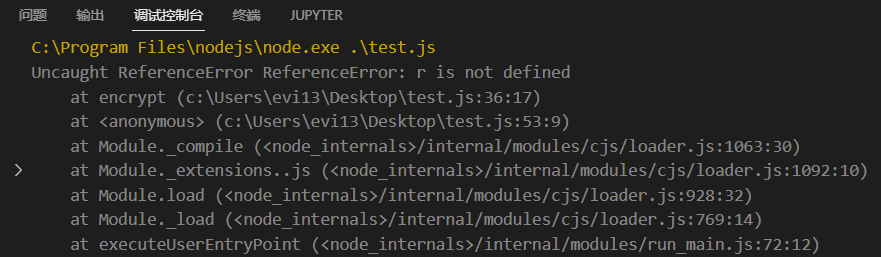 问题 输出 调试控制台 终端 JUPYTER
C:\Program Files\nodejs\node.exe .\test.js
Uncaught ReferenceError ReferenceError: r is not defined
    at encrypt (c:\Users\evi13\Desktop\test.js:36:17)
    at <anonymous> (c:\Users\evi13\Desktop\test.js:53:9)
    at Module._compile (<node_internals>/internal/modules/cjs/loader.js:1063:30)
    at Module._extensions..js (<node_internals>/internal/modules/cjs/loader.js:1092:10)
    at Module.load (<node_internals>/internal/modules/cjs/loader.js:928:32)
    at Module._load (<node_internals>/internal/modules/cjs/loader.js:769:14)
    at executeUserEntryPoint (<node_internals>/internal/modules/run_main.js:72:12)